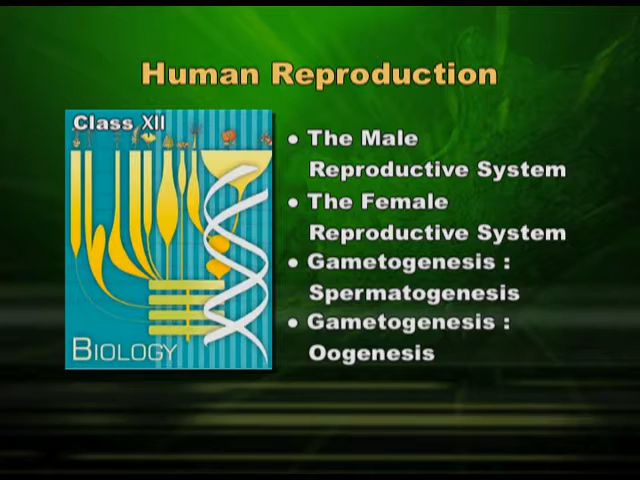 Human Reproduction
Class XII
BIOLOGY
● The Male
Reproductive System
● The Female
Reproductive System
● Gametogenesis :
Spermatogenesis
● Gametogenesis :
Oogenesis